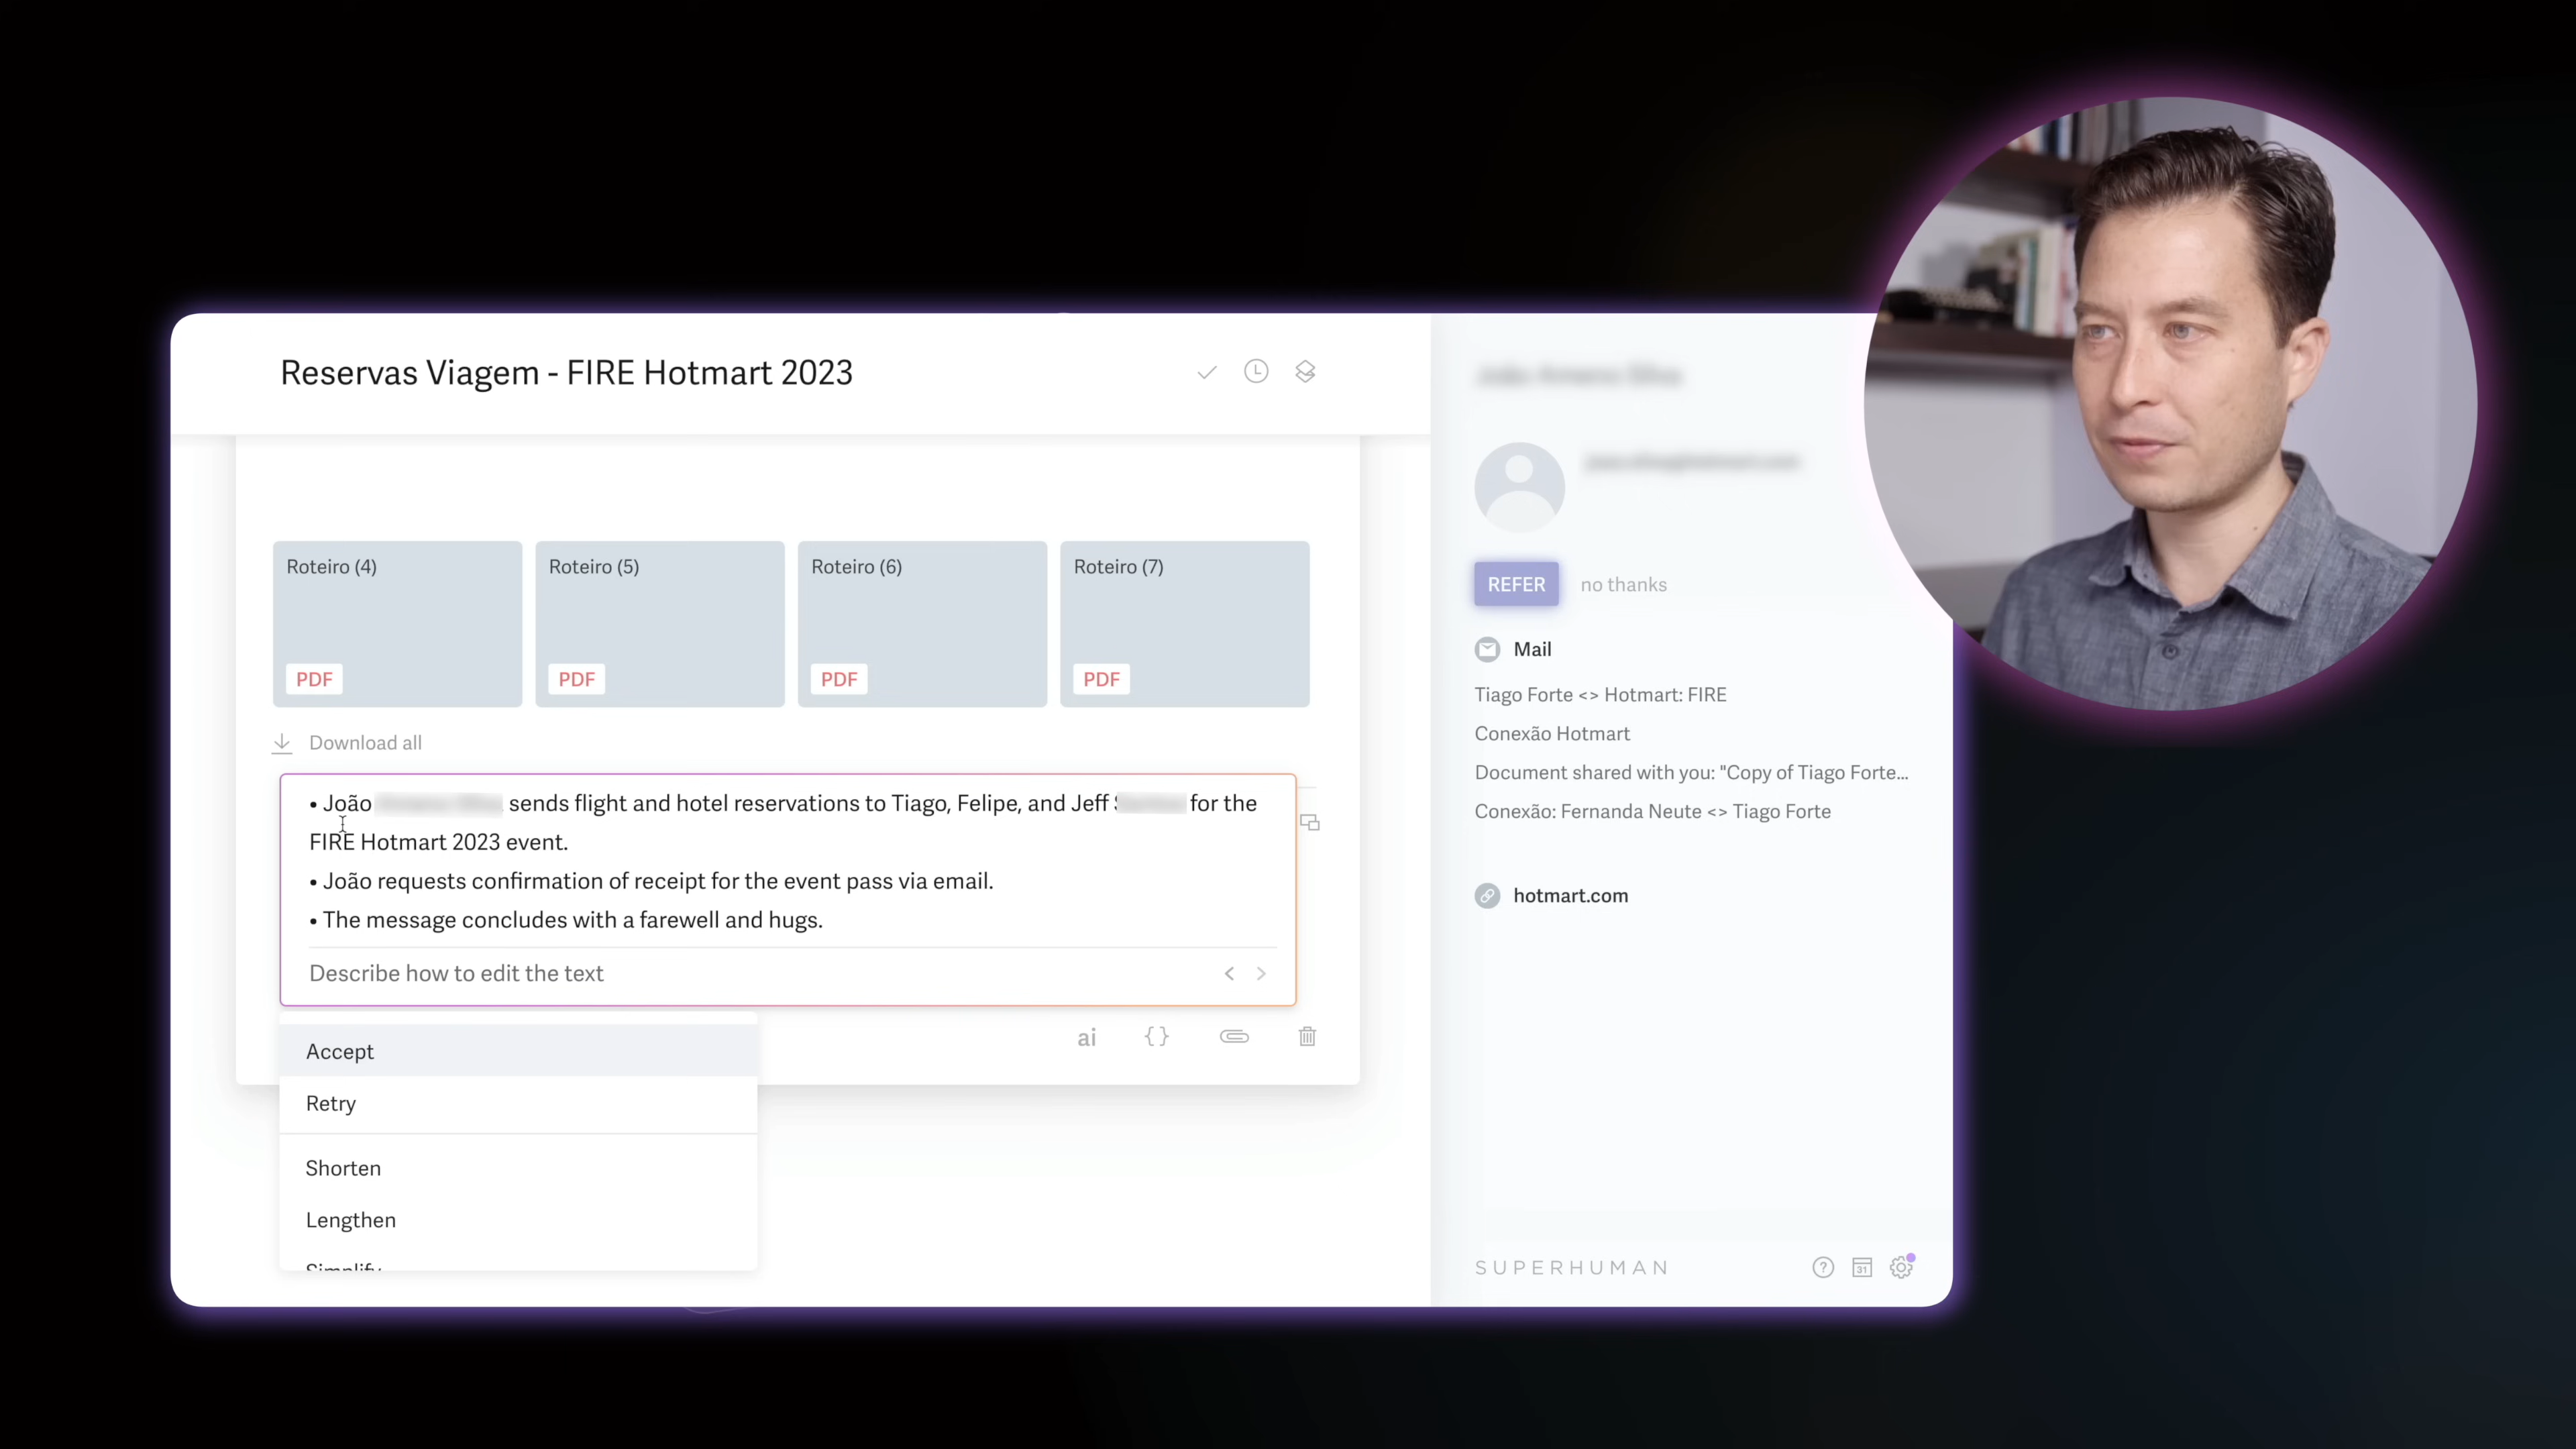 Reservas Viagem - FIRE Hotmart 2023
Roteiro (4)
PDF
Roteiro (5)
PDF
Roteiro (6)
PDF
Roteiro (7)
PDF
Download all
• João sends flight and hotel reservations to Tiago, Felipe, and Jeff for the
FIRE Hotmart 2023 event.
• João requests confirmation of receipt for the event pass via email.
• The message concludes with a farewell and hugs.
Describe how to edit the text
ai
Accept
Retry
Shorten
Lengthen
Simplify
REFER no thanks
Mail
Tiago Forte <> Hotmart: FIRE
Conexão Hotmart
Document shared with you: "Copy of Tiago Forte...
Conexão: Fernanda Neute <> Tiago Forte
hotmart.com
SUPERHUMAN
31